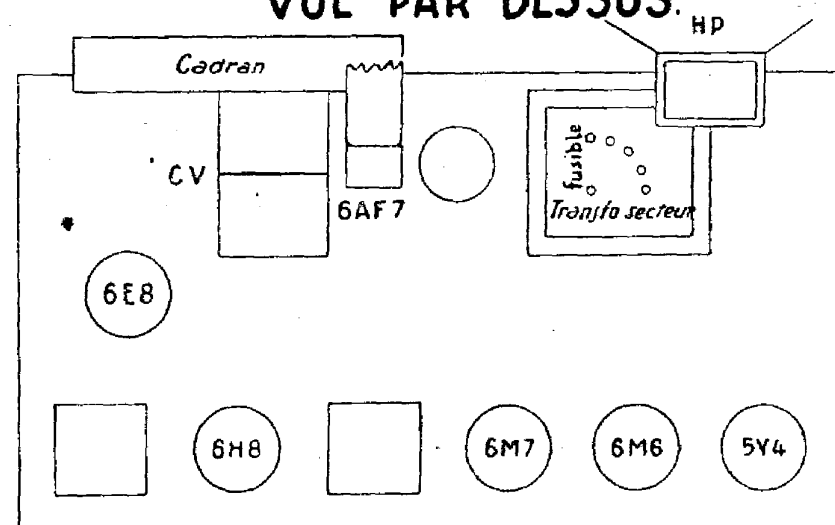 VUE PAR DESSUS.
HP
Cadran
fusible
CV
6AF7
Transfo secteur
6E8
6H8
6M7
6M6
5Y4